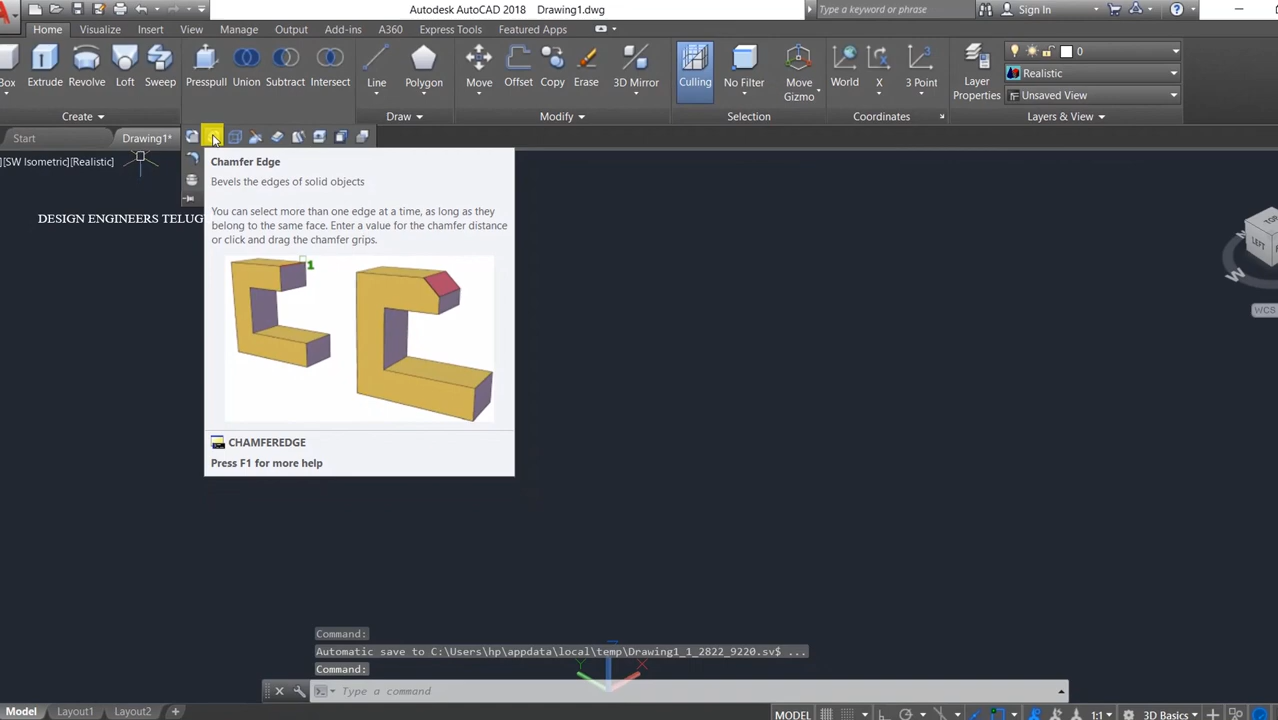 Autodesk AutoCAD 2018 Drawing1.dwg
Type a keyword or phrase
Sign In
Home Visualize Insert View Manage Output Add-ins A360 Express Tools Featured Apps
Box Extrude Revolve Loft Sweep Presspull Union Subtract Intersect Line Polygon Move Offset Copy Erase 3D Mirror Culling No Filter Move Gizmo World X 3 Point Layer Properties
0
Realistic
Unsaved View
Create Draw Modify Selection Coordinates Layers & View
Start Drawing1*
[SW Isometric][Realistic]
Chamfer Edge
Bevels the edges of solid objects
You can select more than one edge at a time, as long as they
belong to the same face. Enter a value for the chamfer distance
or click and drag the chamfer grips.
DESIGN ENGINEERS TELUG
1
CHAMFEREDGE
Press F1 for more help
TOP
LEFT
W
WCS
Command:
Automatic save to C:\Users\hp\appdata\local\temp\Drawing1_1_2822_9220.sv$ ...
Command:
Type a command
Model Layout1 Layout2 +
MODEL 1:1 3D Basics